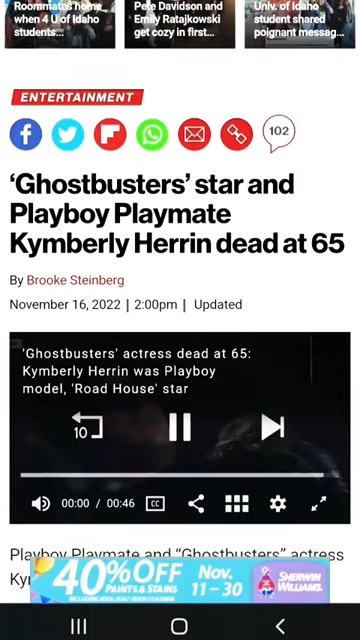 Roommates home
when 4 U of Idaho
students...
Pete Davidson and
Emily Ratajkowski
get cozy in first...
Univ. of Idaho
student shared
poignant messag...
ENTERTAINMENT
102
‘Ghostbusters’ star and
Playboy Playmate
Kymberly Herrin dead at 65
By Brooke Steinberg
November 16, 2022 | 2:00pm | Updated
'Ghostbusters' actress dead at 65:
Kymberly Herrin was Playboy
model, 'Road House' star
10
00:00 / 00:46
CC
Playboy Playmate and “Ghostbusters” actress
Ky
40% OFF
PAINTS & STAINS
Nov.
11-30
SHERWIN
WILLIAMS.